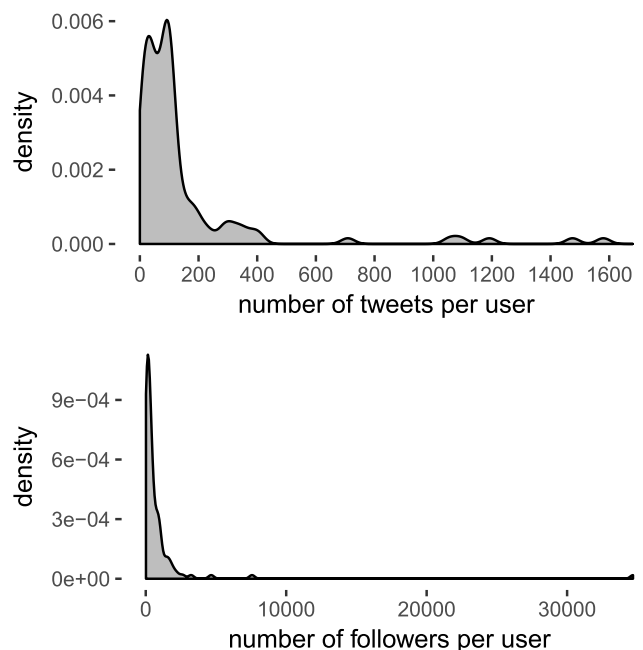 0.006
0.004
0.002
0.000
density
0 200 400 600 800 1000 1200 1400 1600
number of tweets per user
9e−04
6e−04
3e−04
0e+00
density
0 10000 20000 30000
number of followers per user